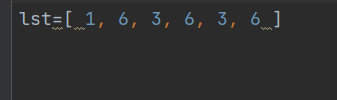 lst=[ 1, 6, 3, 6, 3, 6 ]